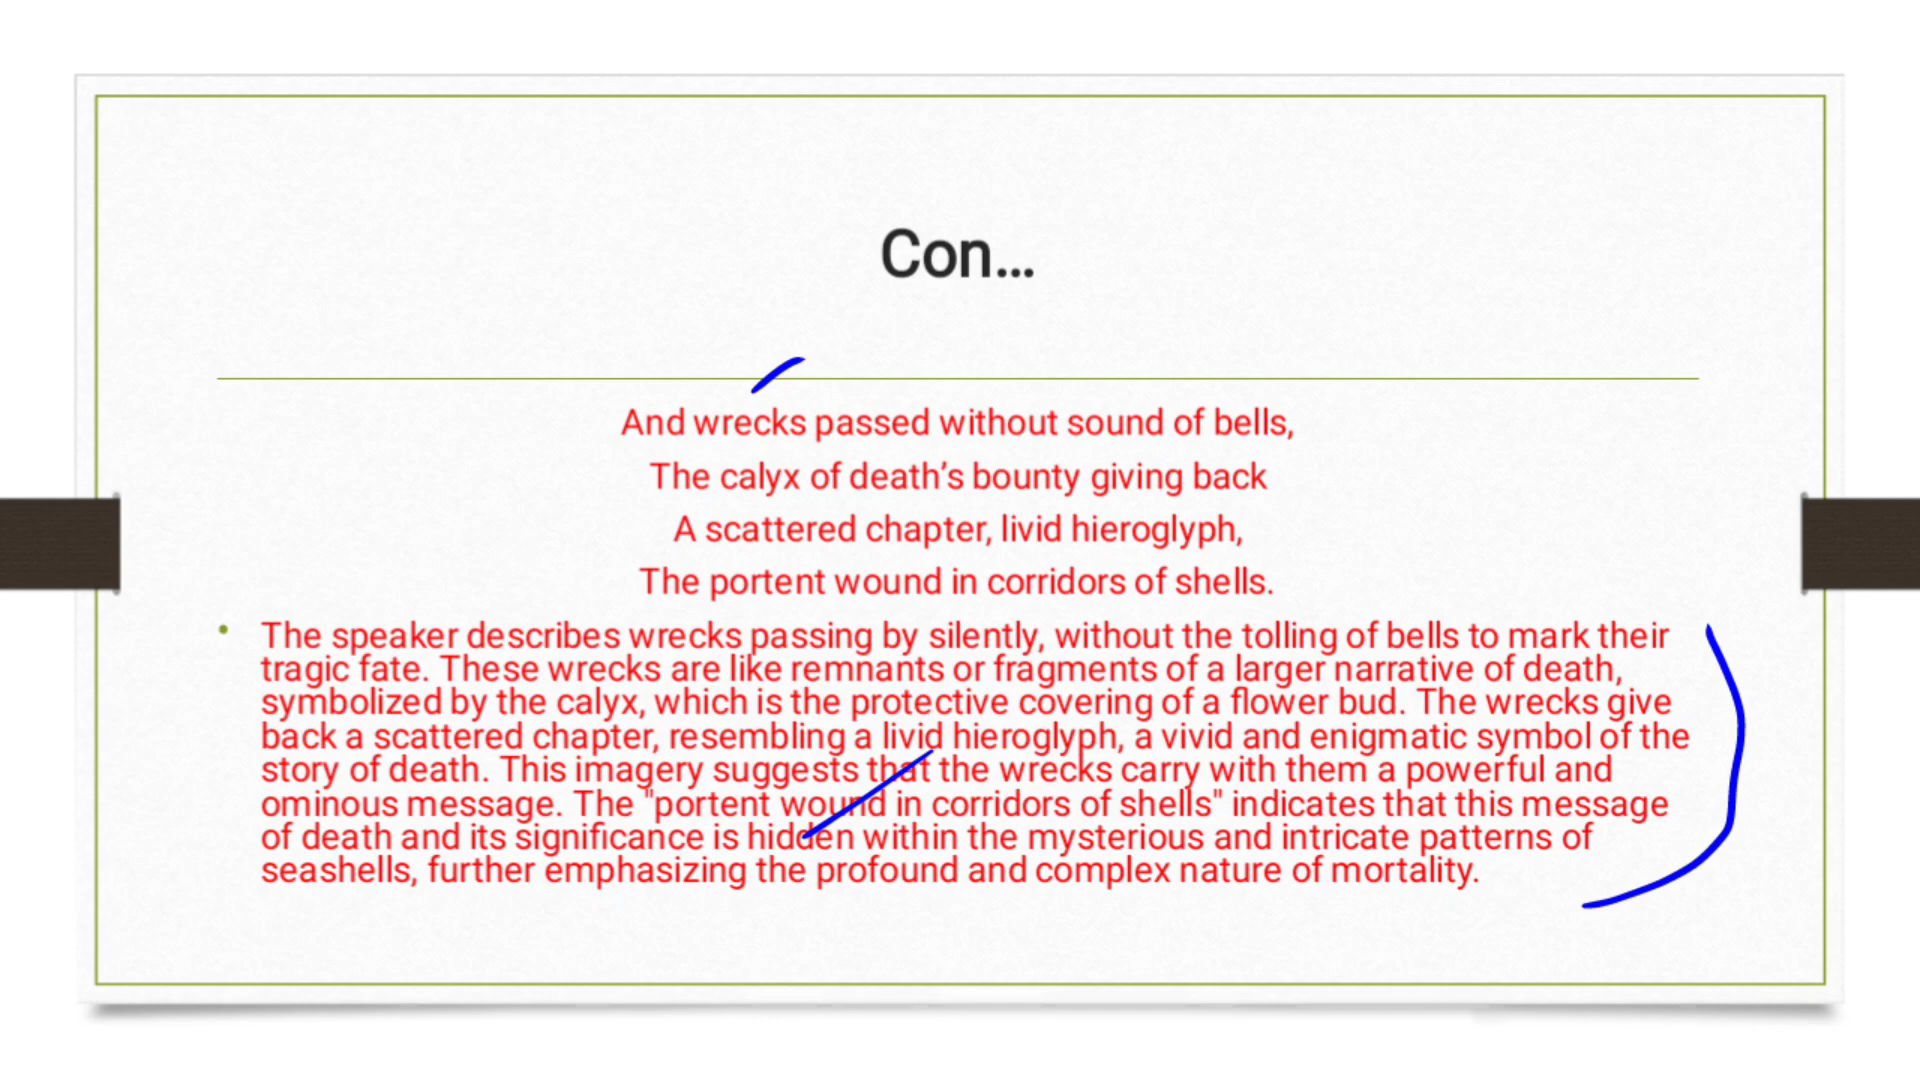 Con...
And wrecks passed without sound of bells,
The calyx of death’s bounty giving back
A scattered chapter, livid hieroglyph,
The portent wound in corridors of shells.
• The speaker describes wrecks passing by silently, without the tolling of bells to mark their
tragic fate. These wrecks are like remnants or fragments of a larger narrative of death,
symbolized by the calyx, which is the protective covering of a flower bud. The wrecks give
back a scattered chapter, resembling a livid hieroglyph, a vivid and enigmatic symbol of the
story of death. This imagery suggests that the wrecks carry with them a powerful and
ominous message. The "portent wound in corridors of shells" indicates that this message
of death and its significance is hidden within the mysterious and intricate patterns of
seashells, further emphasizing the profound and complex nature of mortality.